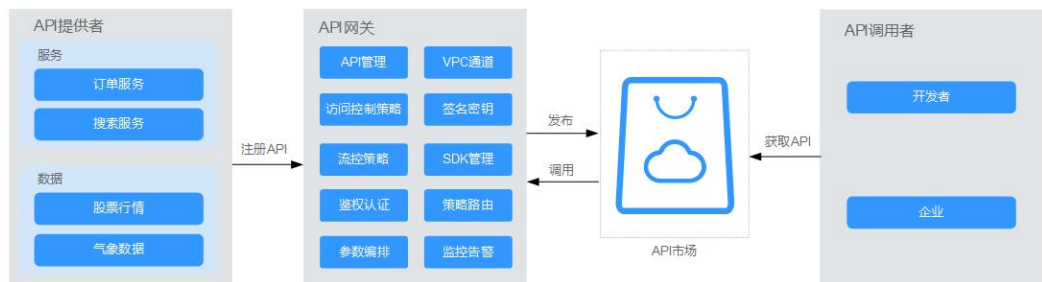 API提供者
服务
订单服务
搜索服务
数据
股票行情
气象数据
注册API
API网关
API管理
VPC通道
访问控制策略
签名密钥
流控策略
SDK管理
鉴权认证
策略路由
参数编排
监控告警
发布
调用
API市场
获取API
API调用者
开发者
企业